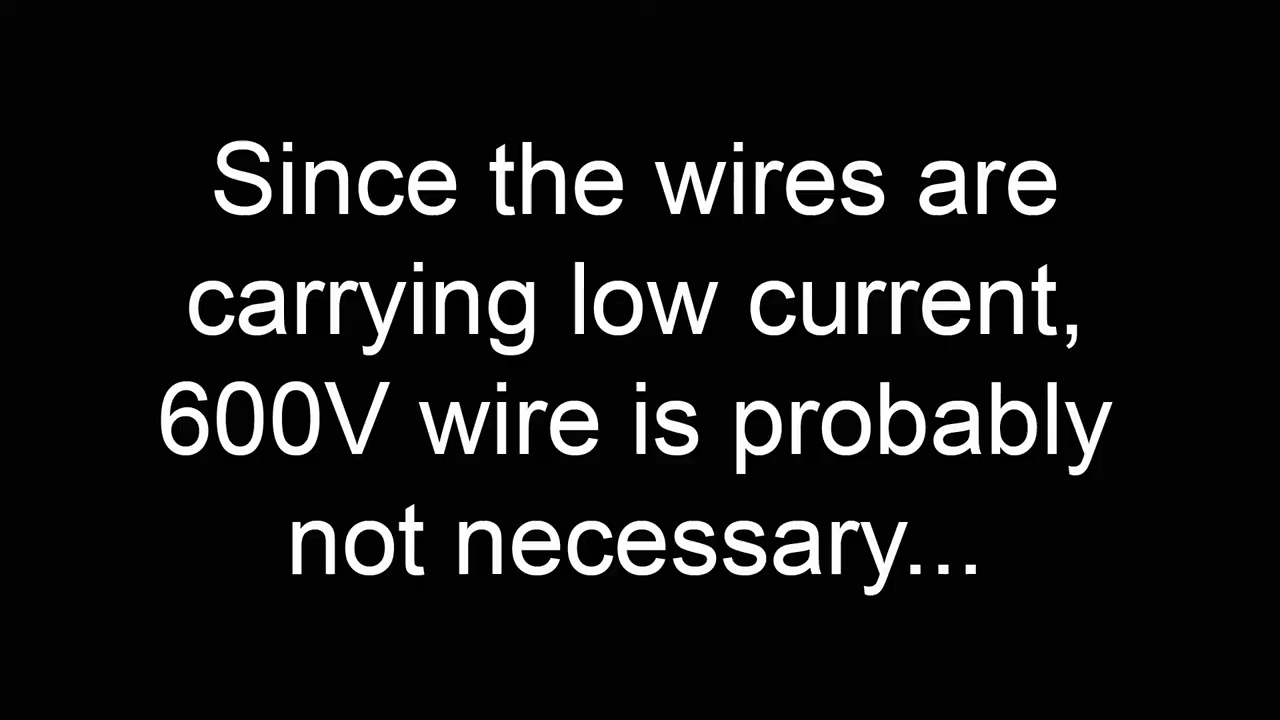 Since the wires are
carrying low current,
600V wire is probably
not necessary...